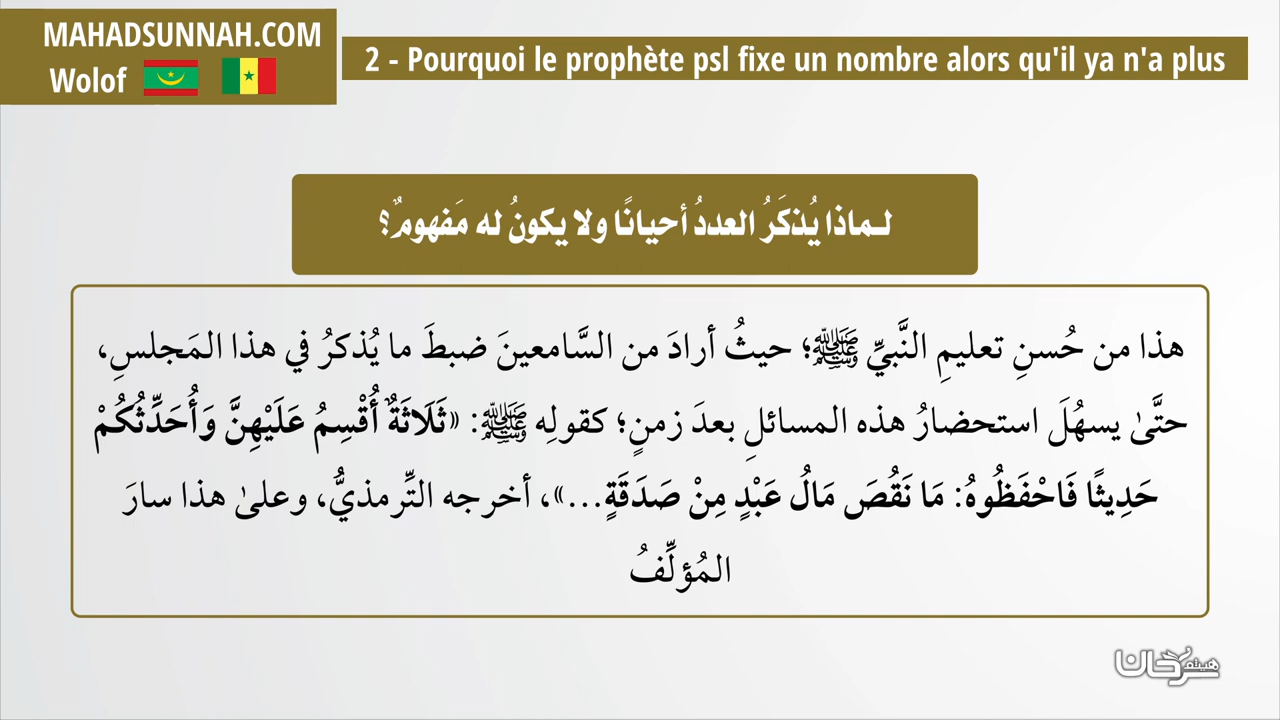 MAHADSUNNAH.COM
Wolof
2 - Pourquoi le prophète psl fixe un nombre alors qu'il ya n'a plus
لـماذا يُذكَرُ العددُ أحيانًا ولا يكونُ له مَفهومٌ؟
هذا من حُسنِ تعليمِ النَّبيِّ ﷺ؛ حيثُ أرادَ من السَّامعينَ ضبطَ ما يُذكرُ في هذا المَجلسِ،
حتَّىٰ يسهُلَ استحضارُ هذه المسائلِ بعدَ زمنٍ؛ كقولِه ﷺ: «ثَلَاثَةٌ أُقْسِمُ عَلَيْهِنَّ وَأُحَدِّثُكُمْ
حَدِيثًا فَاحْفَظُوهُ: مَا نَقُصَ مَالُ عَبْدٍ مِنْ صَدَقَةٍ...»، أخرجه التِّرمذيُّ، وعلىٰ هذا سارَ
المُؤلِّفُ
هيثم سرحان